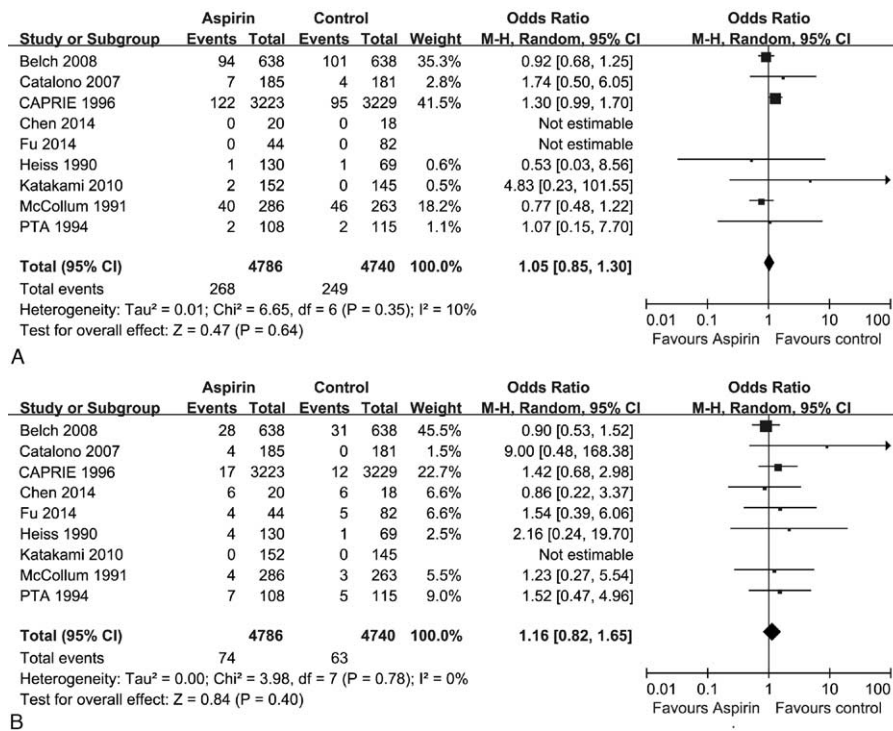 Aspirin Control Odds Ratio Odds Ratio
Study or Subgroup Events Total Events Total Weight M-H, Random, 95% CI M-H, Random, 95% CI
Belch 2008 94 638 101 638 35.3% 0.92 [0.68, 1.25]
Catalono 2007 7 185 4 181 2.8% 1.74 [0.50, 6.05]
CAPRIE 1996 122 3223 95 3229 41.5% 1.30 [0.99, 1.70]
Chen 2014 0 20 0 18 Not estimable
Fu 2014 0 44 0 82 Not estimable
Heiss 1990 1 130 1 69 0.6% 0.53 [0.03, 8.56]
Katakami 2010 2 152 0 145 0.5% 4.83 [0.23, 101.55]
McCollum 1991 40 286 46 263 18.2% 0.77 [0.48, 1.22]
PTA 1994 2 108 2 115 1.1% 1.07 [0.15, 7.70]
Total (95% CI) 4786 4740 100.0% 1.05 [0.85, 1.30]
Total events 268 249
Heterogeneity: Tau² = 0.01; Chi² = 6.65, df = 6 (P = 0.35); I² = 10%
Test for overall effect: Z = 0.47 (P = 0.64)
0.01 0.1 1 10 100
Favours Aspirin Favours control
A
Aspirin Control Odds Ratio Odds Ratio
Study or Subgroup Events Total Events Total Weight M-H, Random, 95% CI M-H, Random, 95% CI
Belch 2008 28 638 31 638 45.5% 0.90 [0.53, 1.52]
Catalono 2007 4 185 0 181 1.5% 9.00 [0.48, 168.38]
CAPRIE 1996 17 3223 12 3229 22.7% 1.42 [0.68, 2.98]
Chen 2014 6 20 6 18 6.6% 0.86 [0.22, 3.37]
Fu 2014 4 44 5 82 6.4% 1.54 [0.39, 6.06]
Heiss 1990 4 130 1 69 2.5% 2.16 [0.24, 19.70]
Katakami 2010 0 152 0 145 Not estimable
McCollum 1991 4 286 3 263 5.5% 1.23 [0.27, 5.54]
PTA 1994 7 108 5 115 9.0% 1.52 [0.47, 4.96]
Total (95% CI) 4786 4740 100.0% 1.16 [0.82, 1.65]
Total events 74 63
Heterogeneity: Tau² = 0.00; Chi² = 3.98, df = 7 (P = 0.78); I² = 0%
Test for overall effect: Z = 0.84 (P = 0.40)
0.01 0.1 1 10 100
Favours Aspirin Favours control
B